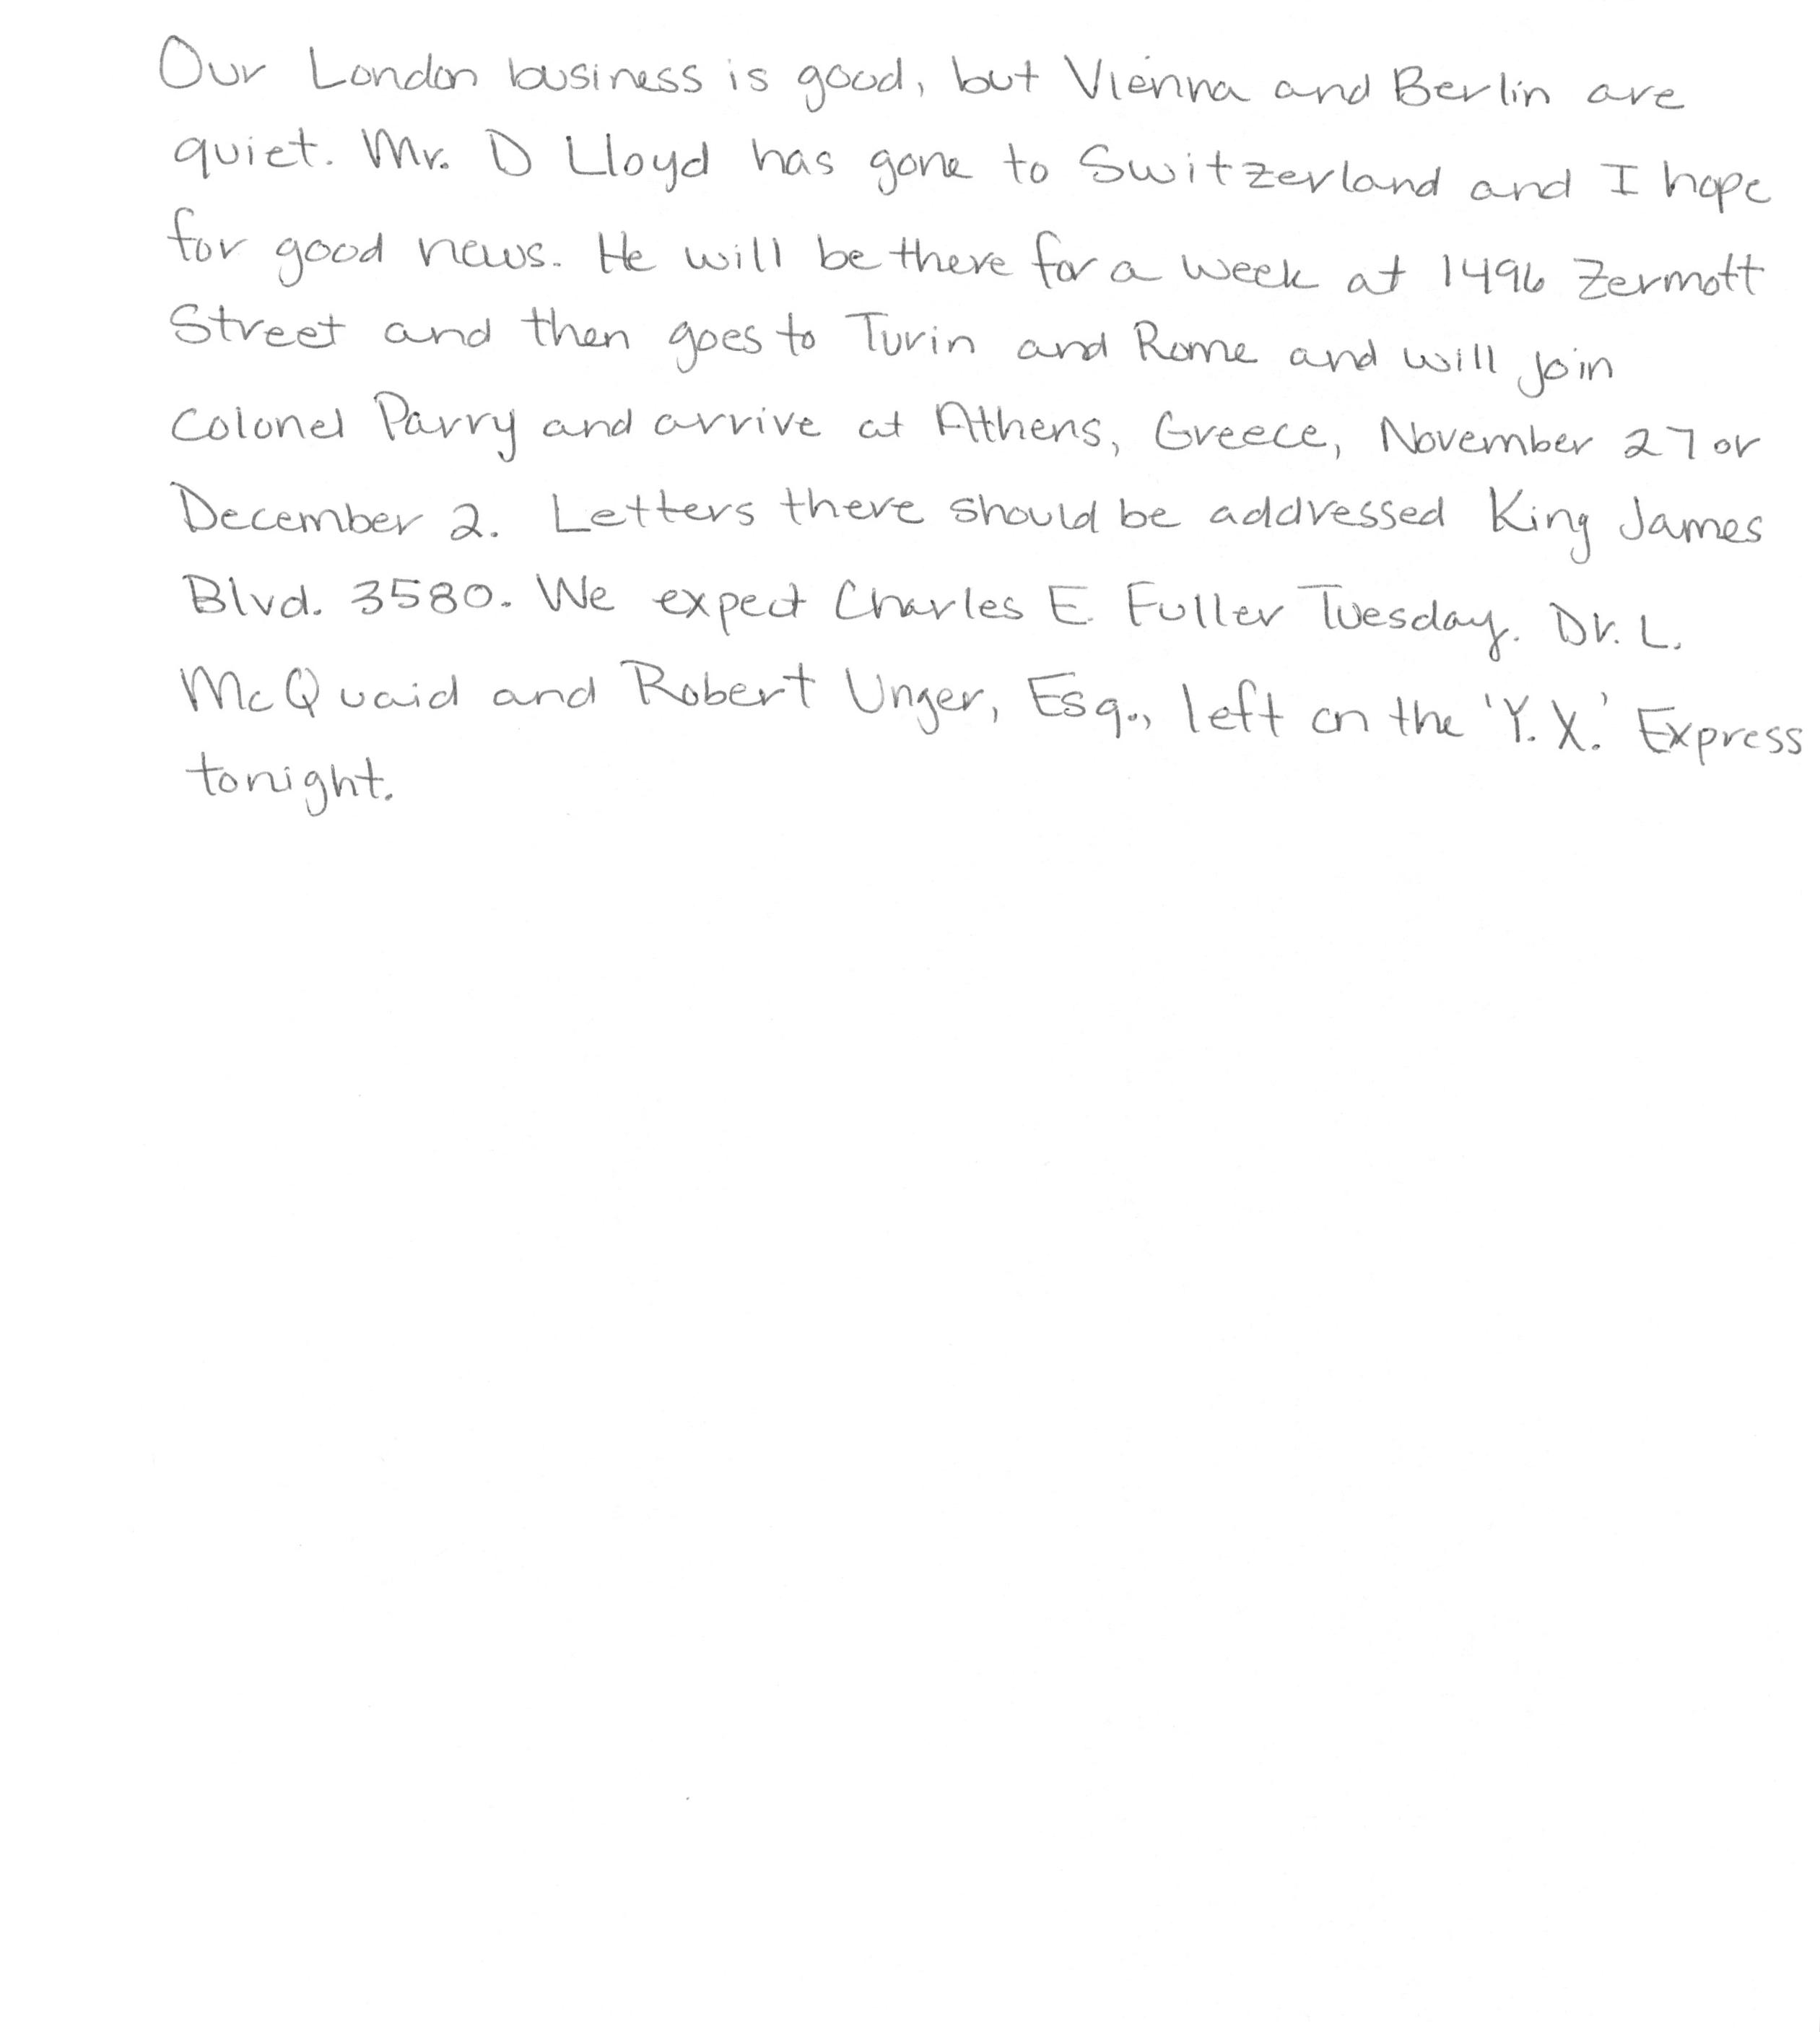 Our London business is good, but Vienna and Berlin are
quiet. Mr. D Lloyd has gone to Switzerland and I hope
for good news. He will be there for a week at 1496 Zermott
Street and then goes to Turin and Rome and will join
Colonel Parry and arrive at Athens, Greece, November 27 or
December 2. Letters there should be addressed King James
Blvd. 3580. We expect Charles E. Fuller Tuesday. Dr. L.
McQuaid and Robert Unger, Esq., left on the 'Y.X.' Express
tonight.